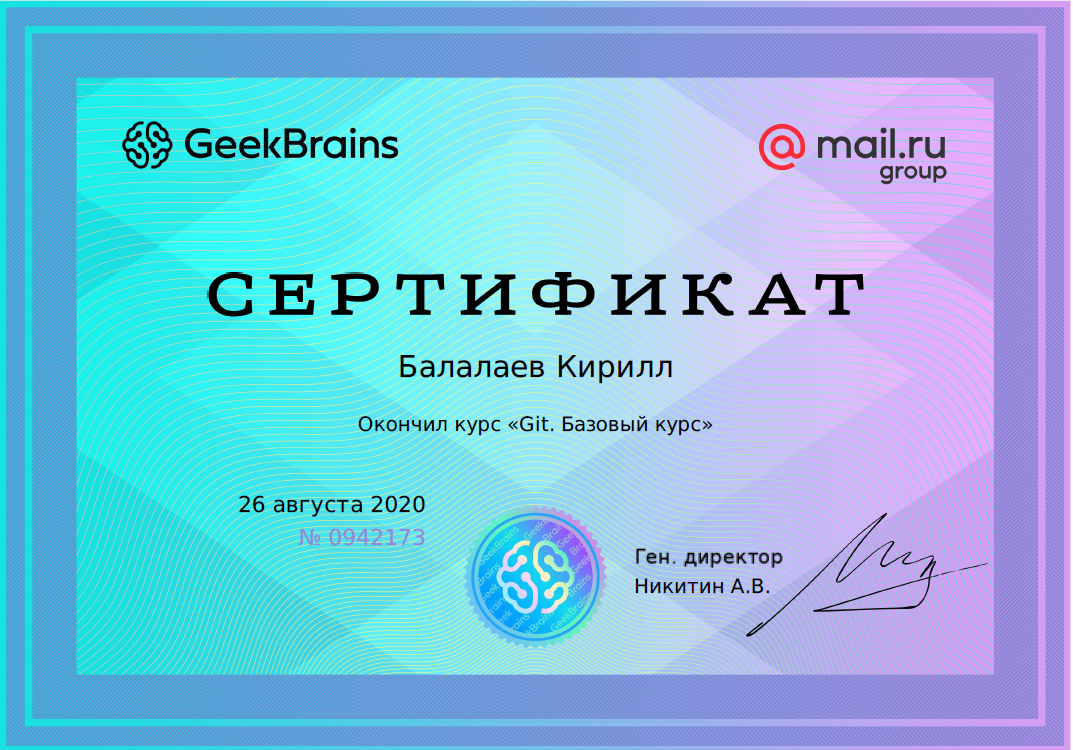 GeekBrains
@ mail.ru
group
СЕРТИФИКАТ
Балалаев Кирилл
Окончил курс «Git. Базовый курс»
26 августа 2020
№ 0942173
Ген. директор
Никитин А.В.